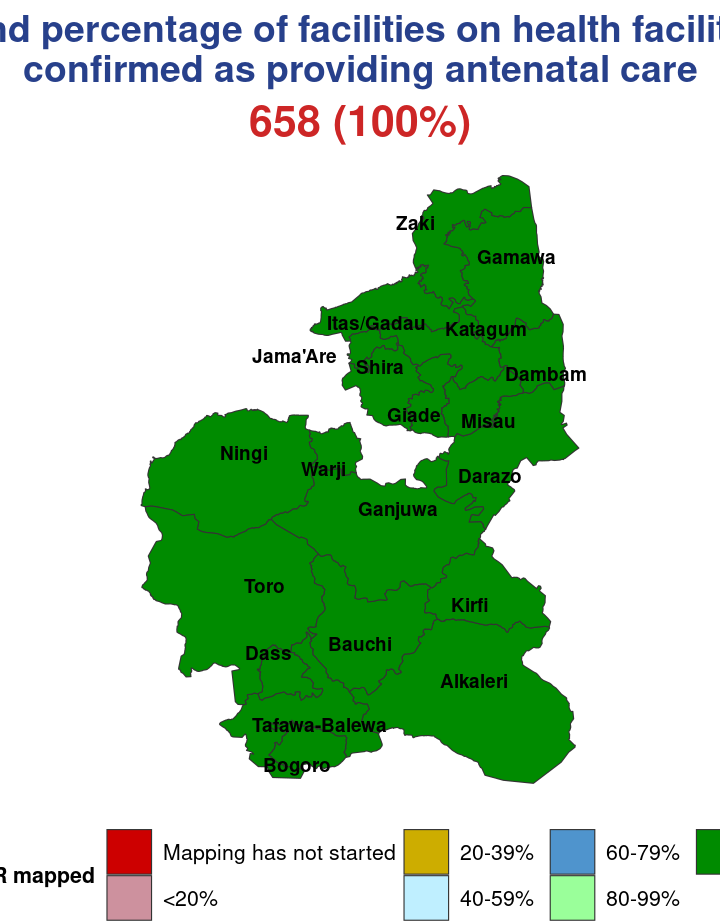 percentage of facilities on health
confirmed as providing antenatal care
658 (100%)
Zaki
Gamawa
Itas/Gadau
Katagum
Jama'Are
Shira
Dambam
Giade
Misau
Ningi
Warji
Darazo
Ganjuwa
Toro
Kirfi
Bauchi
Dass
Alkaleri
Tafawa-Balewa
Bogoro
mapped
Mapping has not started
20-39%
60-79%
<20%
40-59%
80-99%